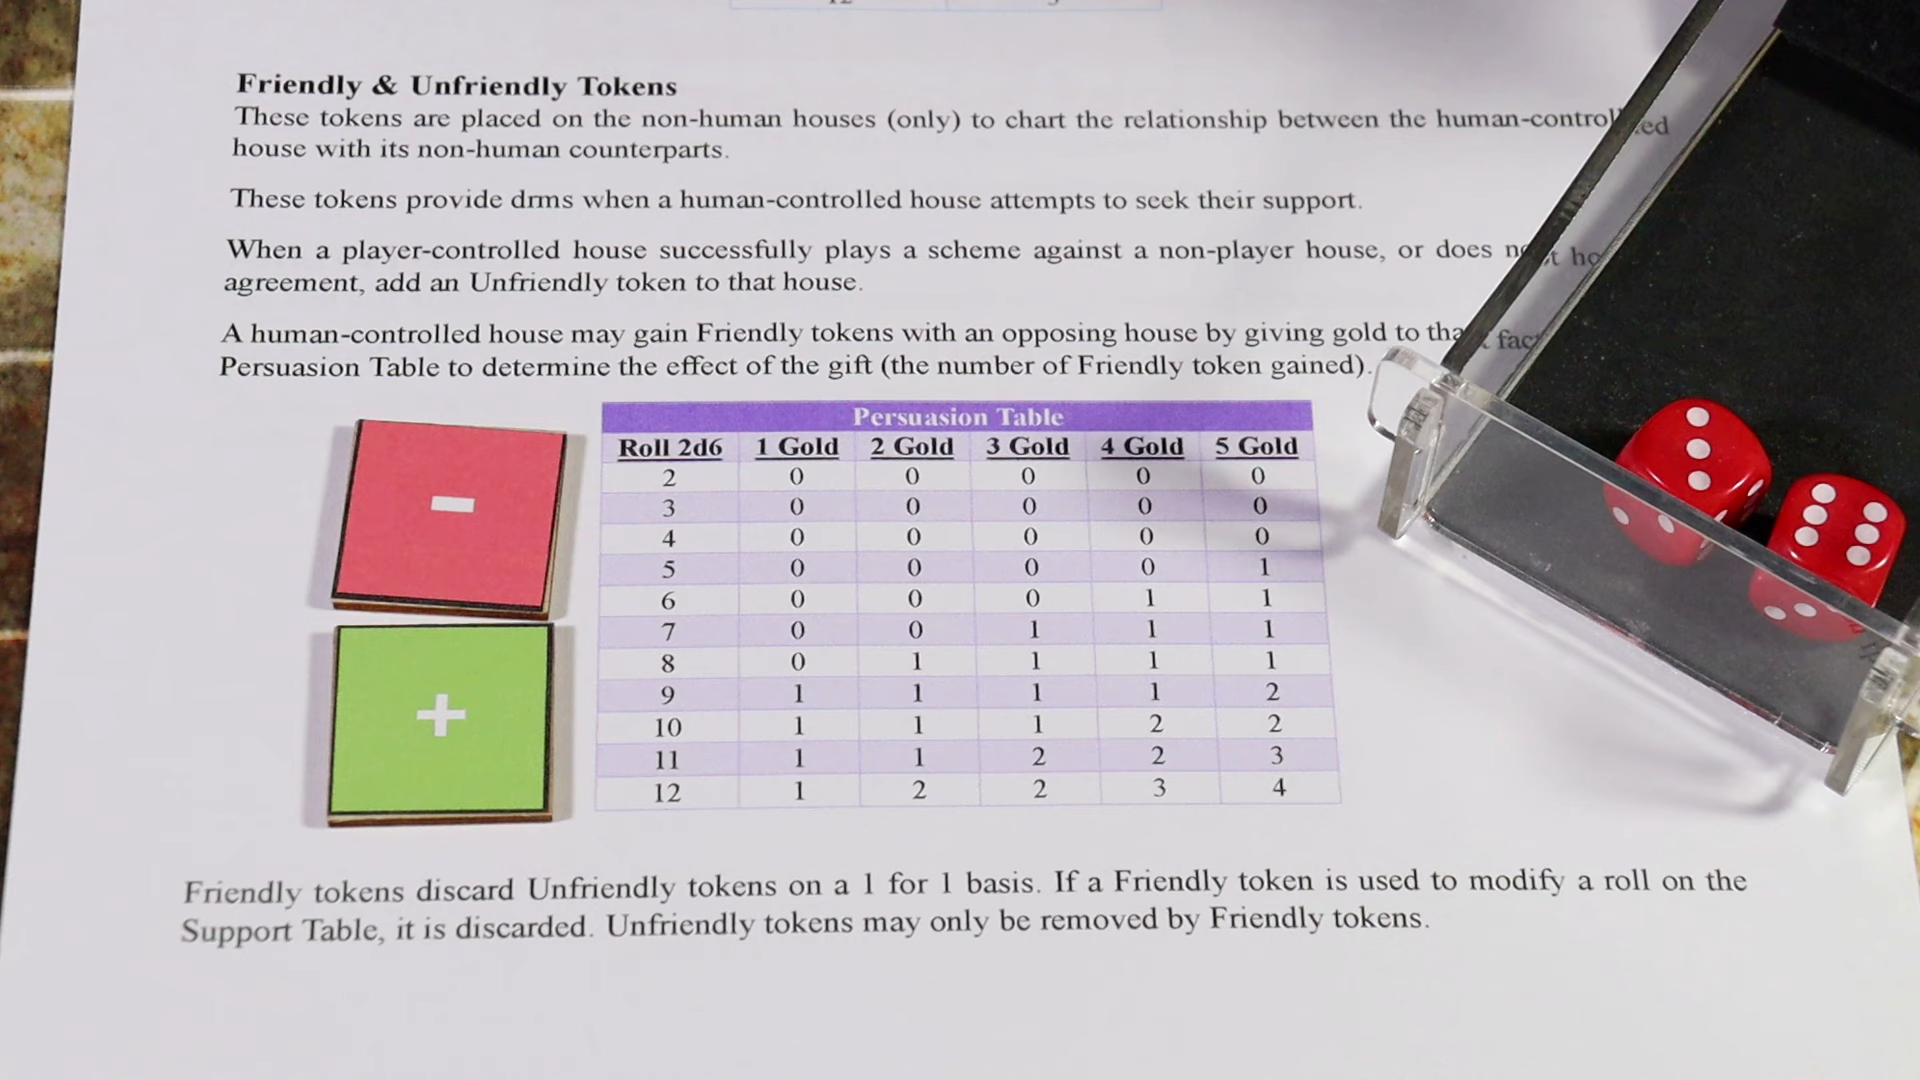 Friendly & Unfriendly Tokens
These tokens are placed on the non-human houses (only) to chart the relationship between the human-controlled
house with its non-human counterparts.
These tokens provide drms when a human-controlled house attempts to seek their support.
When a player-controlled house successfully plays a scheme against a non-player house, or does not
agreement, add an Unfriendly token to that house.
A human-controlled house may gain Friendly tokens with an opposing house by giving gold to that
Persuasion Table to determine the effect of the gift (the number of Friendly token gained).
Persuasion Table
Roll 2d6 1 Gold 2 Gold 3 Gold 4 Gold 5 Gold
2 0 0 0 0 0
3 0 0 0 0 0
4 0 0 0 0 0
5 0 0 0 0 1
6 0 0 0 1 1
7 0 0 1 1 1
8 0 1 1 1 1
9 1 1 1 1 2
10 1 1 1 2 2
11 1 1 2 2 3
12 1 2 2 3 4
Friendly tokens discard Unfriendly tokens on a 1 for 1 basis. If a Friendly token is used to modify a roll on the
Support Table, it is discarded. Unfriendly tokens may only be removed by Friendly tokens.